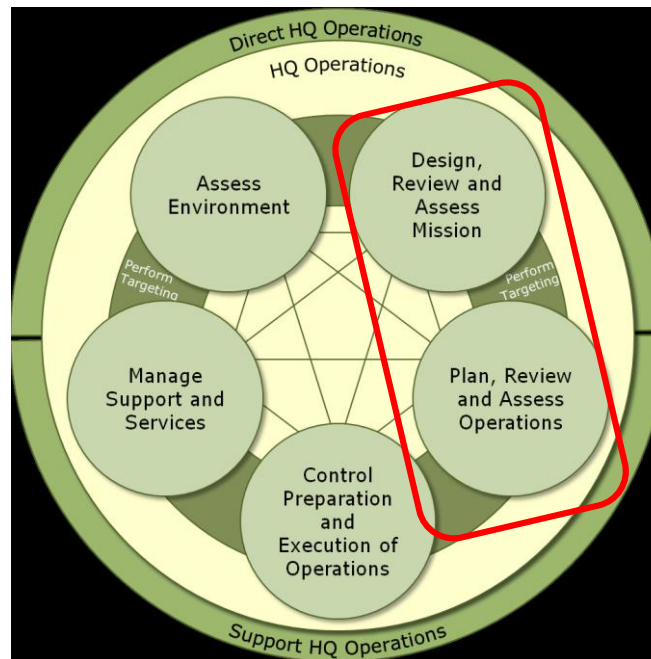 Direct HQ Operations
HQ Operations
Assess
Environment
Design,
Review and
Assess
Mission
Perform
Targeting
Perform
Targeting
Manage
Support and
Services
Plan, Review
and Assess
Operations
Control
Preparation
and
Execution of
Operations
Support HQ Operations